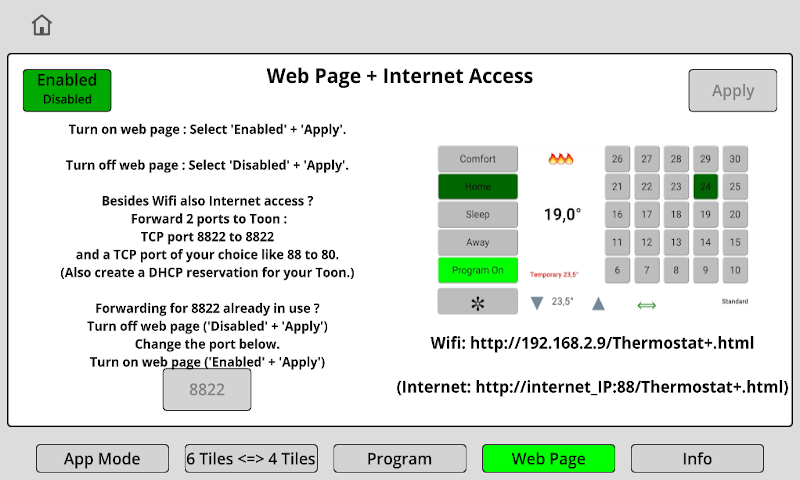 Enabled
Disabled
Web Page + Internet Access
Apply
Turn on web page : Select 'Enabled' + 'Apply'.
Turn off web page : Select 'Disabled' + 'Apply'.
Besides Wifi also Internet access ?
Forward 2 ports to Toon :
TCP port 8822 to 8822
and a TCP port of your choice like 88 to 80.
(Also create a DHCP reservation for your Toon.)
Forwarding for 8822 already in use ?
Turn off web page ('Disabled' + 'Apply')
Change the port below.
Turn on web page ('Enabled' + 'Apply')
8822
Comfort
Home
Sleep
Away
Program On
19,0°
Temporary 23,5°
23,5°
26 27 28 29 30
21 22 23 24 25
16 17 18 19 20
11 12 13 14 15
6 7 8 9 10
Standard
Wifi: http://192.168.2.9/Thermostat+.html
(Internet: http://internet_IP:88/Thermostat+.html)
App Mode
6 Tiles <=> 4 Tiles
Program
Web Page
Info